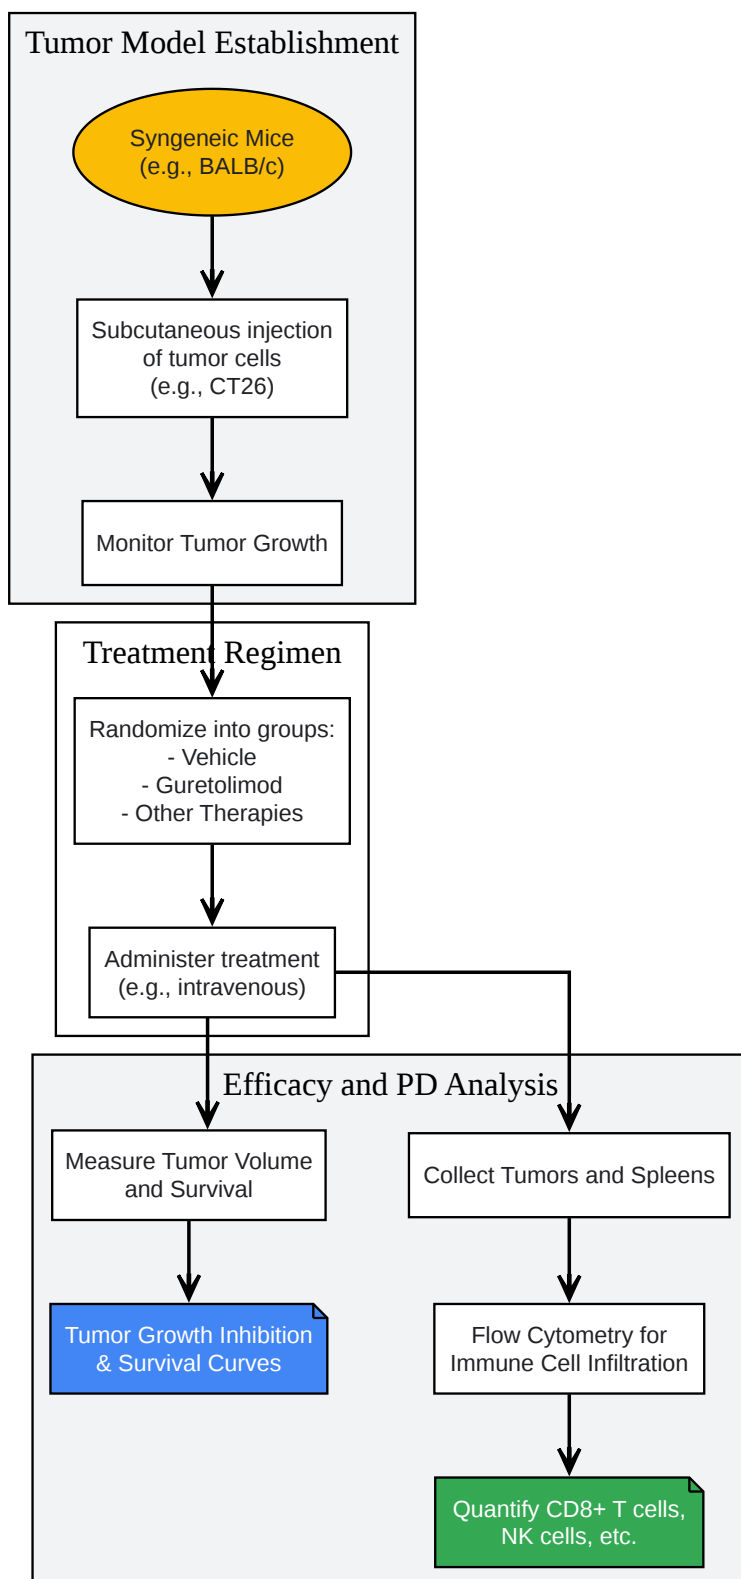 Tumor Model Establishment
Syngeneic Mice
(e.g., BALB/c)
Subcutaneous injection
of tumor cells
(e.g., CT26)
Monitor Tumor Growth
Treatment Regimen
Randomize into groups:
- Vehicle
- Guretolimod
- Other Therapies
Administer treatment
(e.g., intravenous)
Efficacy and PD Analysis
Measure Tumor Volume
and Survival
Collect Tumors and Spleens
Tumor Growth Inhibition
& Survival Curves
Flow Cytometry for
Immune Cell Infiltration
Quantify CD8+ T cells,
NK cells, etc.